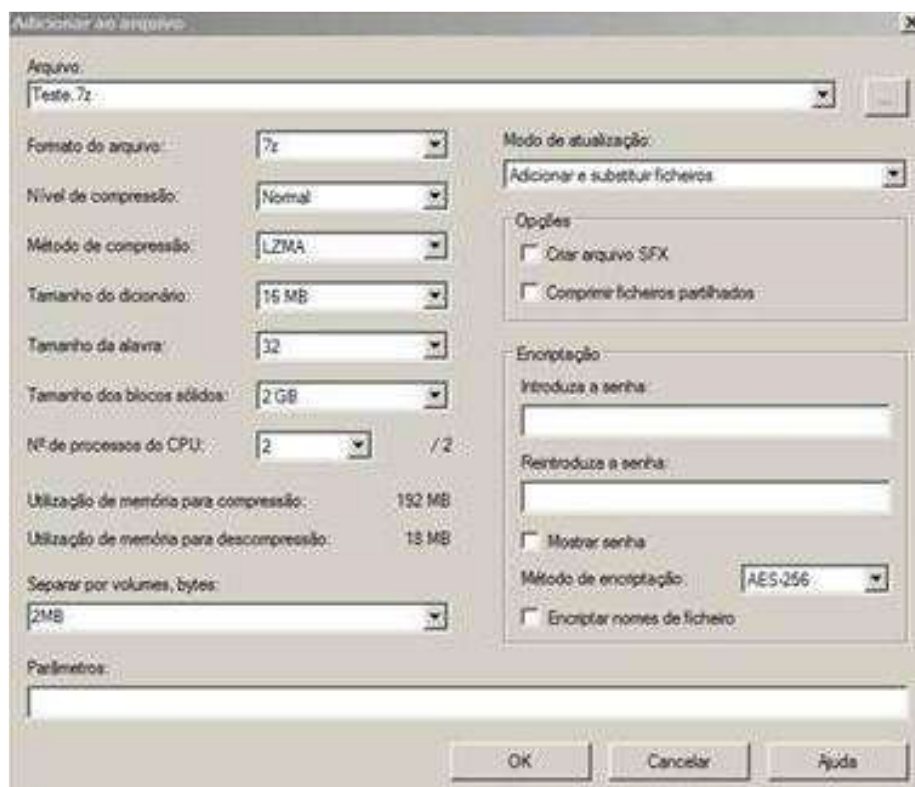 Adicionar ao arquivo
Arquivo:
Teste.7z
...
Formato do arquivo:
7z
Nível de compressão:
Normal
Método de compressão
LZMA
Tamanho do dicionário:
16 MB
Tamanho da alavra:
32
Tamanho dos blocos sólidos:
2 GB
Nº de processos do CPU:
2
/ 2
Utilização de memória para compressão:
192 MB
Utilização de memória para descompressão:
18 MB
Separar por volumes, bytes:
2MB
Modo de atualização:
Adicionar e substituir ficheiros
Opções
Criar arquivo SFX
Comprimir ficheiros partilhados
Encriptação
Introduza a senha:
Reintroduza a senha:
Mostrar senha
Método de encriptação:
AES-256
Encriptar nomes de ficheiro
Parâmetros:
OK
Cancelar
Ajuda